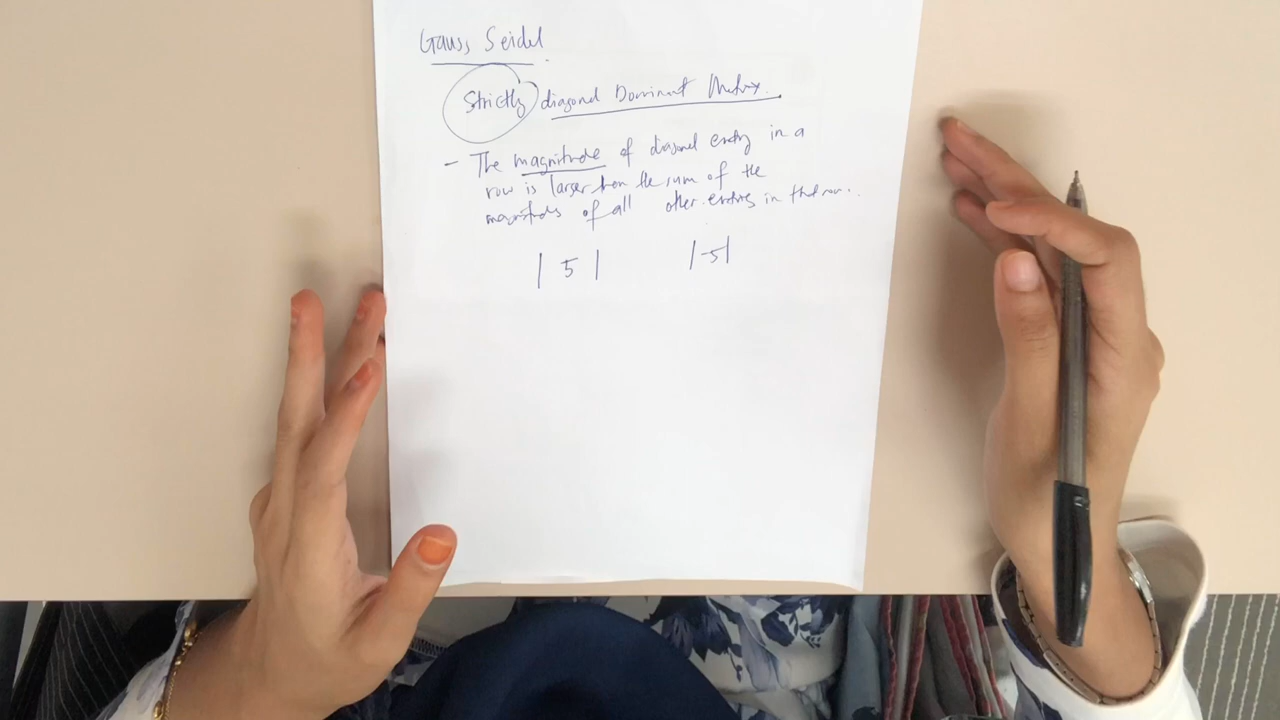 Gauss Seidel
Strictly diagonal Dominant Matrix.
- The magnitude of diagonal entry in a
row is larger than the sum of the
magnitudes of all other entries in that row.
|5| |-5|